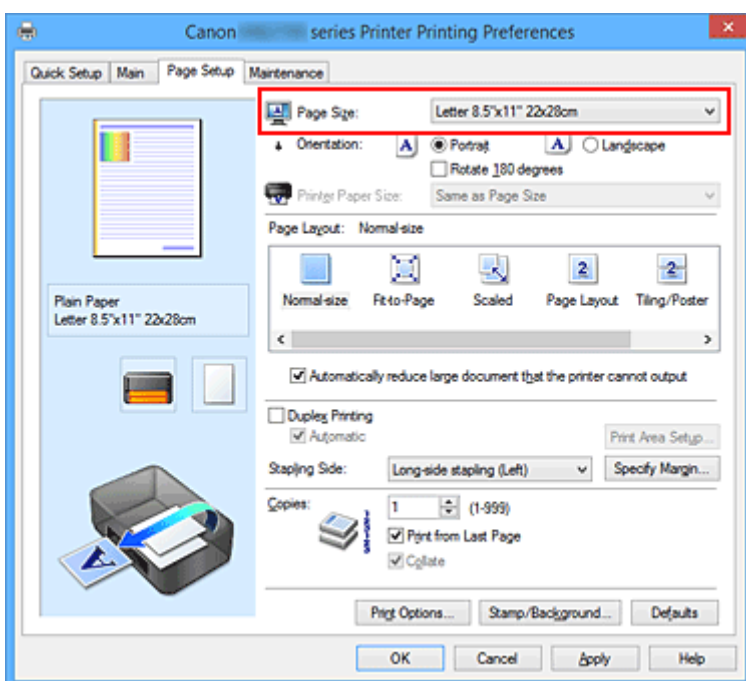 Canon series Printer Printing Preferences
Quick Setup Main Page Setup Maintenance
Page Size: Letter 8.5"x11" 22x28cm
Orientation: A Portrait A Landscape
Rotate 180 degrees
Printer Paper Size: Same as Page Size
Page Layout: Normal-size
2 2
Normal-size Fit-to-Page Scaled Page Layout Tiling/Poster
Plain Paper
Letter 8.5"x11" 22x28cm
Automatically reduce large document that the printer cannot output
Duplex Printing
Automatic
Print Area Setup...
Stapling Side: Long-side stapling (Left) Specify Margin...
Copies: 1 (1-999)
Print from Last Page
Collate
A
Print Options... Stamp/Background... Defaults
OK Cancel Apply Help